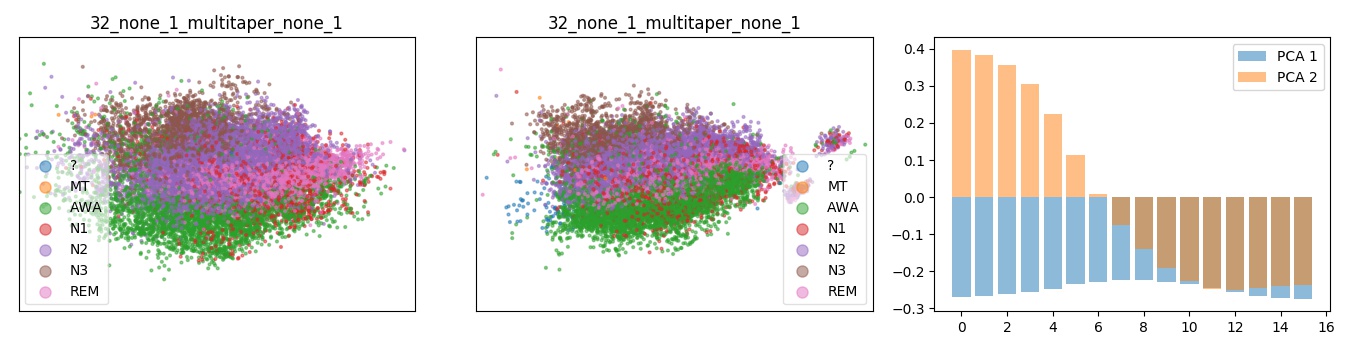 32_none_1_multitaper_none_1
?
MT
AWA
N1
N2
N3
REM
32_none_1_multitaper_none_1
?
MT
AWA
N1
N2
N3
REM
PCA 1
PCA 2
0.4
0.3
0.2
0.1
0.0
−0.1
−0.2
−0.3
0 2 4 6 8 10 12 14 16